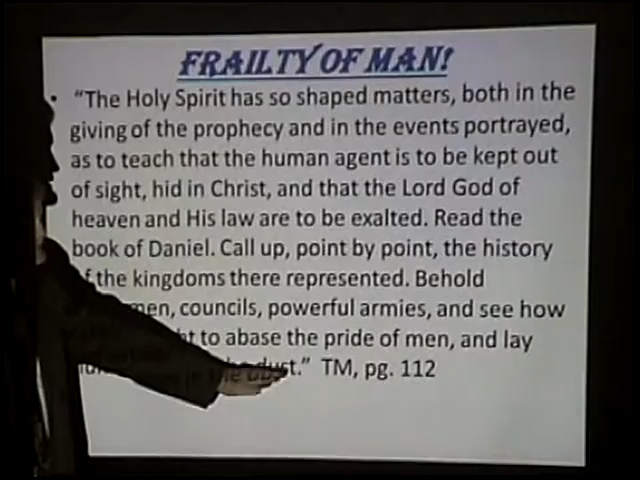 FRAILTY OF MAN!
• "The Holy Spirit has so shaped matters, both in the
giving of the prophecy and in the events portrayed,
as to teach that the human agent is to be kept out
of sight, hid in Christ, and that the Lord God of
heaven and His law are to be exalted. Read the
book of Daniel. Call up, point by point, the history
of the kingdoms there represented. Behold
councils, powerful armies, and see how
to abase the pride of men, and lay
in the dust." TM, pg. 112